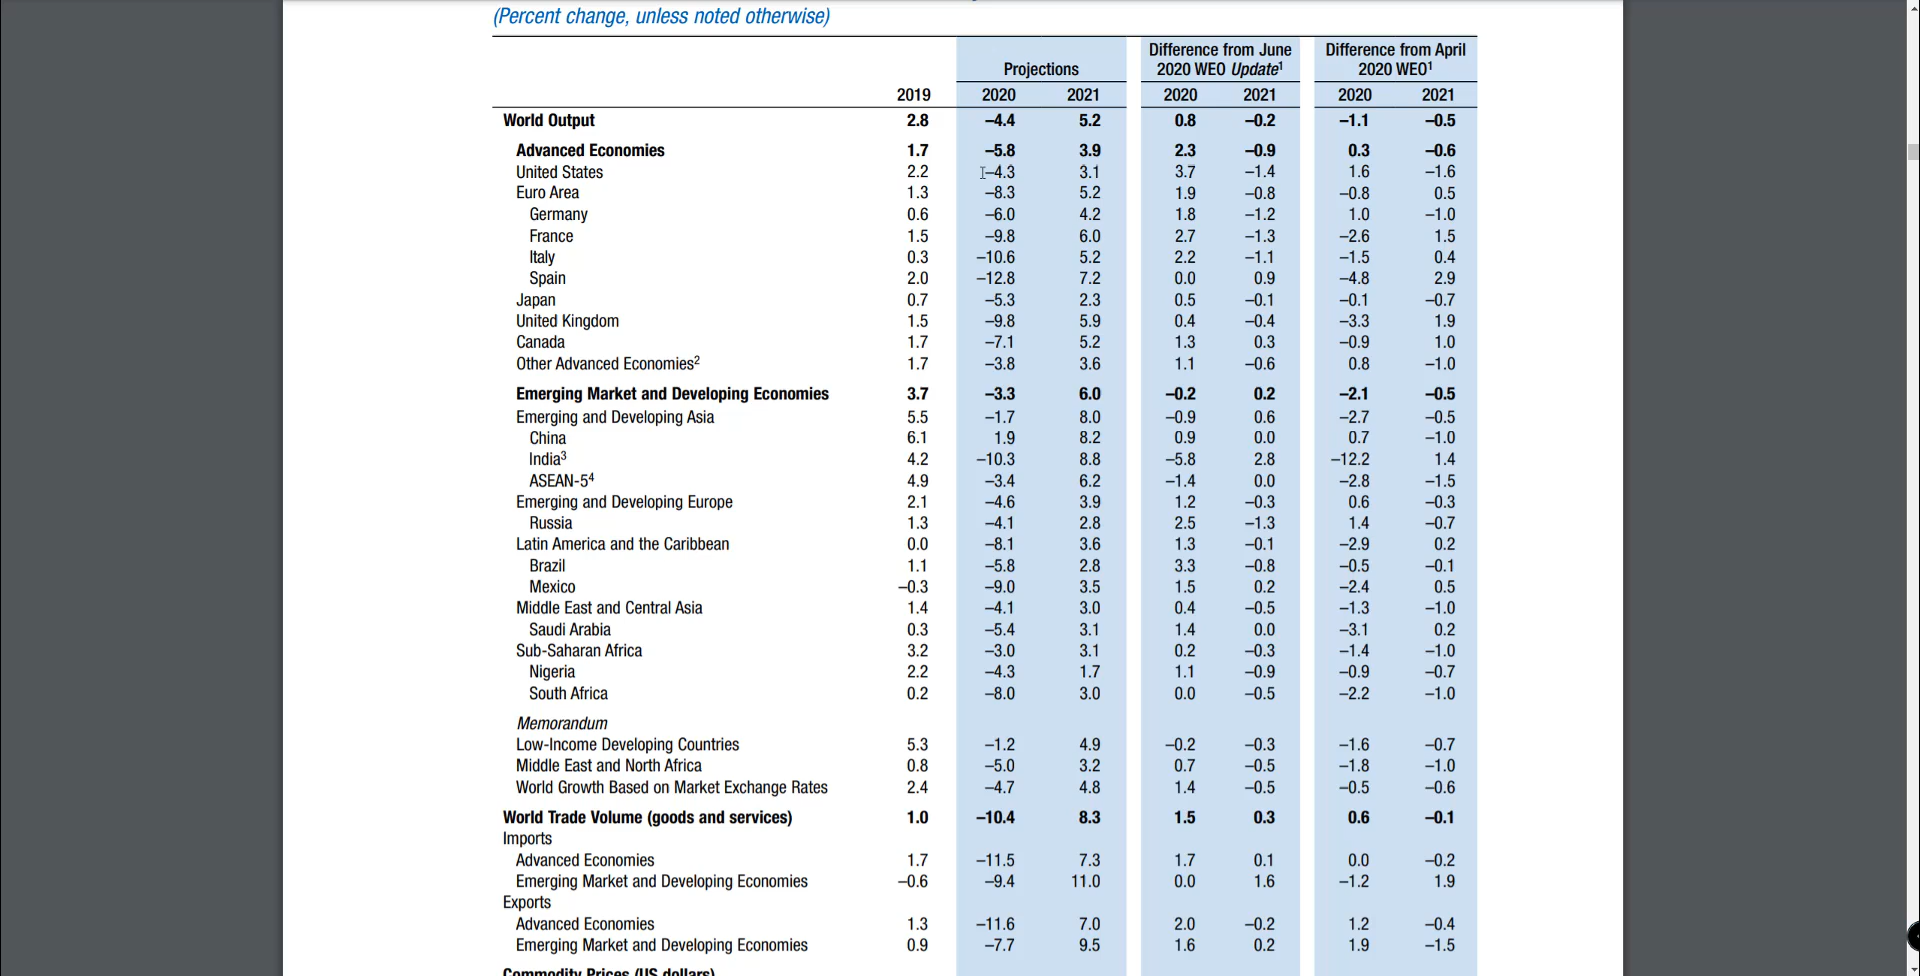 (Percent change, unless noted otherwise)
Difference from June Difference from April
Projections 2020 WEO Update¹ 2020 WEO¹
2019 2020 2021 2020 2021 2020 2021
World Output 2.8 –4.4 5.2 0.8 –0.2 –1.1 –0.5
Advanced Economies 1.7 –5.8 3.9 2.3 –0.9 0.3 –0.6
United States 2.2 –4.3 3.1 3.7 –1.4 1.6 –1.6
Euro Area 1.3 –8.3 5.2 1.9 –0.8 –0.8 0.5
Germany 0.6 –6.0 4.2 1.8 –1.2 1.0 –1.0
France 1.5 –9.8 6.0 2.7 –1.3 –2.6 1.5
Italy 0.3 –10.6 5.2 2.2 –1.1 –1.5 0.4
Spain 2.0 –12.8 7.2 0.0 0.9 –4.8 2.9
Japan 0.7 –5.3 2.3 0.5 –0.1 –0.1 –0.7
United Kingdom 1.5 –9.8 5.9 0.4 –0.4 –3.3 1.9
Canada 1.7 –7.1 5.2 1.3 0.3 –0.9 1.0
Other Advanced Economies² 1.7 –3.8 3.6 1.1 –0.6 0.8 –1.0
Emerging Market and Developing Economies 3.7 –3.3 6.0 –0.2 0.2 –2.1 –0.5
Emerging and Developing Asia 5.5 –1.7 8.0 –0.9 0.6 –2.7 –0.5
China 6.1 1.9 8.2 0.9 0.0 0.7 –1.0
India³ 4.2 –10.3 8.8 –5.8 2.8 –12.2 1.4
ASEAN-5⁴ 4.9 –3.4 6.2 –1.4 0.0 –2.8 –1.5
Emerging and Developing Europe 2.1 –4.6 3.9 1.2 –0.3 0.6 –0.3
Russia 1.3 –4.1 2.8 2.5 –1.3 1.4 –0.7
Latin America and the Caribbean 0.0 –8.1 3.6 1.3 –0.1 –2.9 0.2
Brazil 1.1 –5.8 2.8 3.3 –0.8 –0.5 –0.1
Mexico –0.3 –9.0 3.5 1.5 0.2 –2.4 0.5
Middle East and Central Asia 1.4 –4.1 3.0 0.4 –0.5 –1.3 –1.0
Saudi Arabia 0.3 –5.4 3.1 1.4 0.0 –3.1 0.2
Sub-Saharan Africa 3.2 –3.0 3.1 0.2 –0.3 –1.4 –1.0
Nigeria 2.2 –4.3 1.7 1.1 –0.9 –0.9 –0.7
South Africa 0.2 –8.0 3.0 0.0 –0.5 –2.2 –1.0
Memorandum
Low-Income Developing Countries 5.3 –1.2 4.9 –0.2 –0.3 –1.6 –0.7
Middle East and North Africa 0.8 –5.0 3.2 0.7 –0.5 –1.8 –1.0
World Growth Based on Market Exchange Rates 2.4 –4.7 4.8 1.4 –0.5 –0.5 –0.6
World Trade Volume (goods and services) 1.0 –10.4 8.3 1.5 0.3 0.6 –0.1
Imports
Advanced Economies 1.7 –11.5 7.3 1.7 0.1 0.0 –0.2
Emerging Market and Developing Economies –0.6 –9.4 11.0 0.0 1.6 –1.2 1.9
Exports
Advanced Economies 1.3 –11.6 7.0 2.0 –0.2 1.2 –0.4
Emerging Market and Developing Economies 0.9 –7.7 9.5 1.6 0.2 1.9 –1.5
Commodity Prices (US dollars)